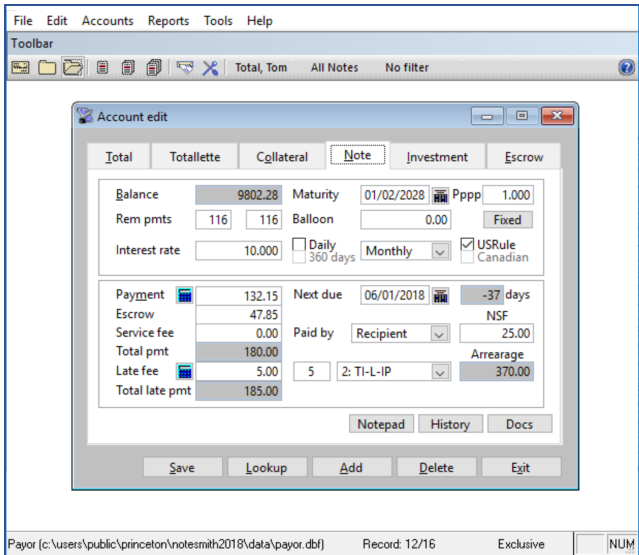 File Edit Accounts Reports Tools Help
Toolbar
Total, Tom All Notes No filter
Account edit
Total Totallette Collateral Note Investment Escrow
Balance 9802.28 Maturity 01/02/2028 Pppp 1.000
Rem pmts 116 116 Balloon 0.00 Fixed
Interest rate 10.000 Daily 360 days Monthly USRule Canadian
Payment 132.15 Next due 06/01/2018 -37 days
Escrow 47.85 NSF
Service fee 0.00 Paid by Recipient 25.00
Total pmt 180.00 Arrearage
Late fee 5.00 5 2: TI-L-IP 370.00
Total late pmt 185.00
Notepad History Docs
Save Lookup Add Delete Exit
Payor (c:\users\public\princeton\notesmith2018\data\payor.dbf) Record: 12/16 Exclusive NUM